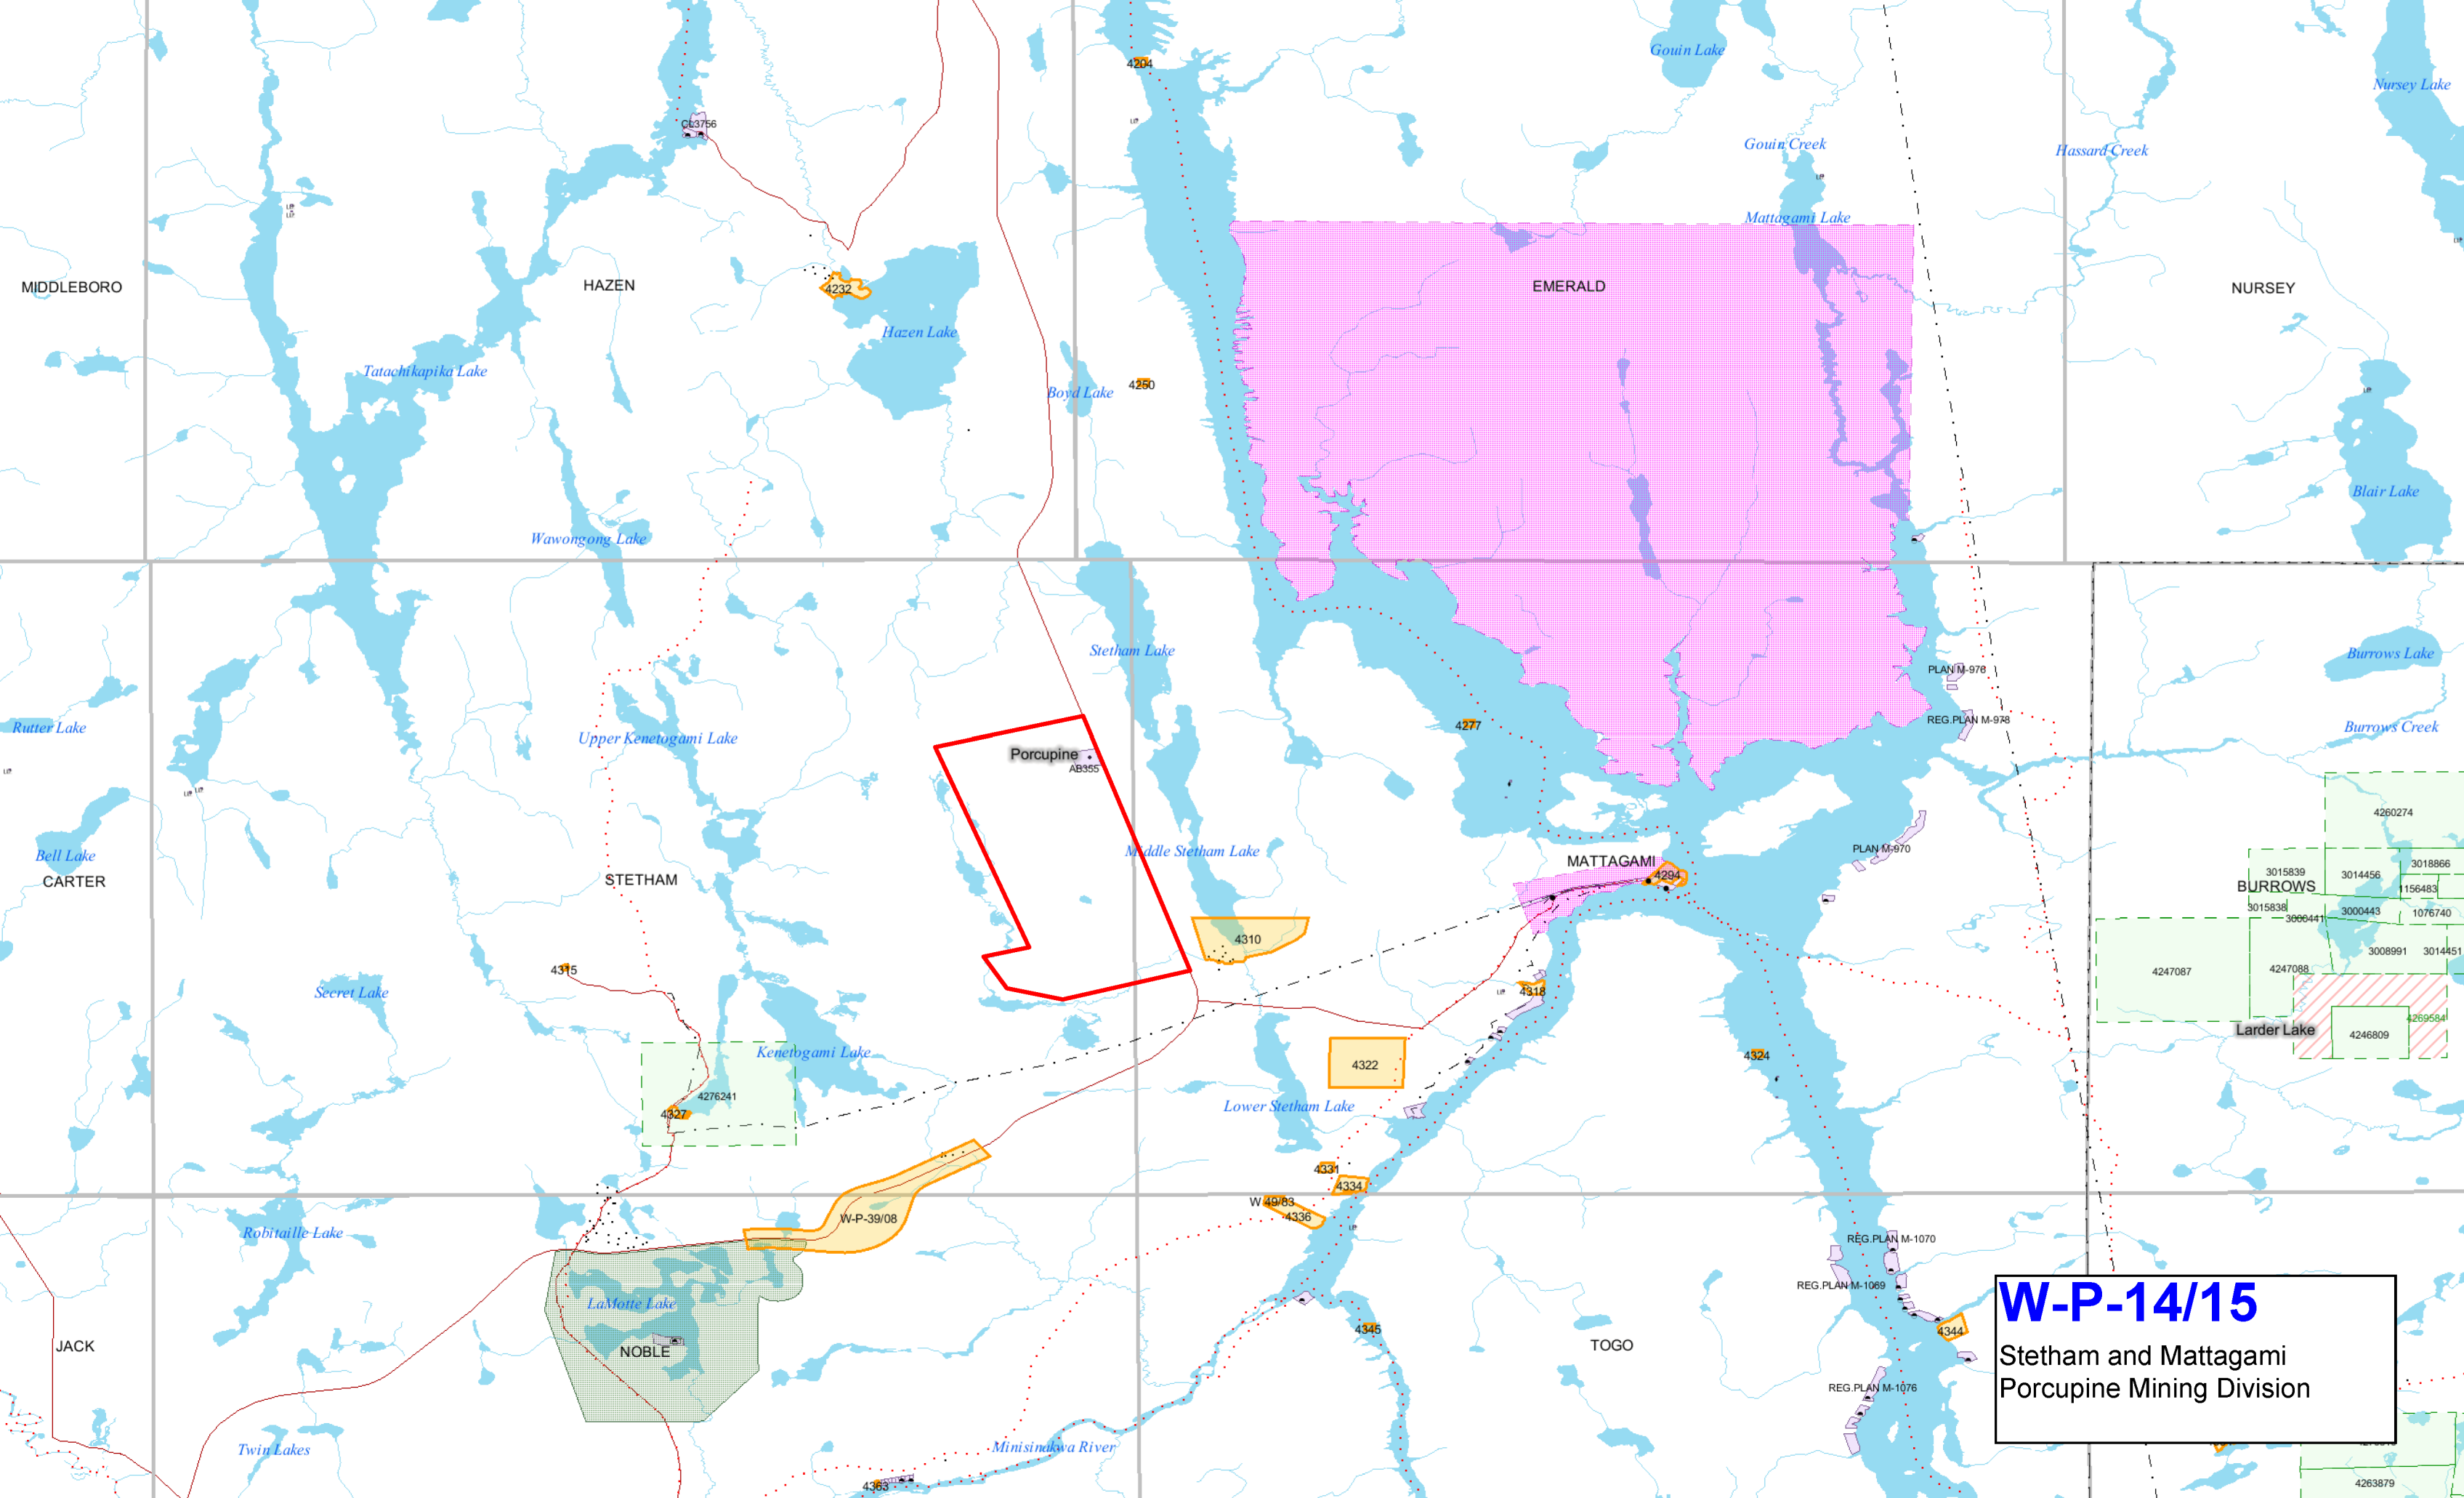 Gouin Lake
4204
Nursey Lake
CL3756
Gouin Creek
Hassard Creek
Mattagami Lake
MIDDLEBORO
HAZEN
4232
EMERALD
NURSEY
Hazen Lake
Tatachikapika Lake
4250
Boyd Lake
Blair Lake
Wawongong Lake
Stetham Lake
Burrows Lake
PLAN M-976
REG.PLAN M-978
Rutter Lake
4277
Burrows Creek
Upper Kenetogami Lake
Porcupine
AB355
4260274
Bell Lake
Middle Stetham Lake
PLAN M-970
MATTAGAMI
3018866
CARTER
STETHAM
4294
3015839
3014456
BURROWS
1156483
3015838
3000441
3000443
1076740
4310
3008991
3014451
4315
4247087
4247088
Secret Lake
4318
4269584
Larder Lake
4246809
Kenetogami Lake
4324
4322
4276241
Lower Stetham Lake
4327
4331
4334
W 49/83
4336
W-P-39/08
Robitaille Lake
REG.PLAN M-1070
REG.PLAN M-1069
LaMotte Lake
W-P-14/15
Stetham and Mattagami
Porcupine Mining Division
4345
4344
JACK
NOBLE
TOGO
REG.PLAN M-1076
Twin Lakes
Minisinakwa River
4363
4263879